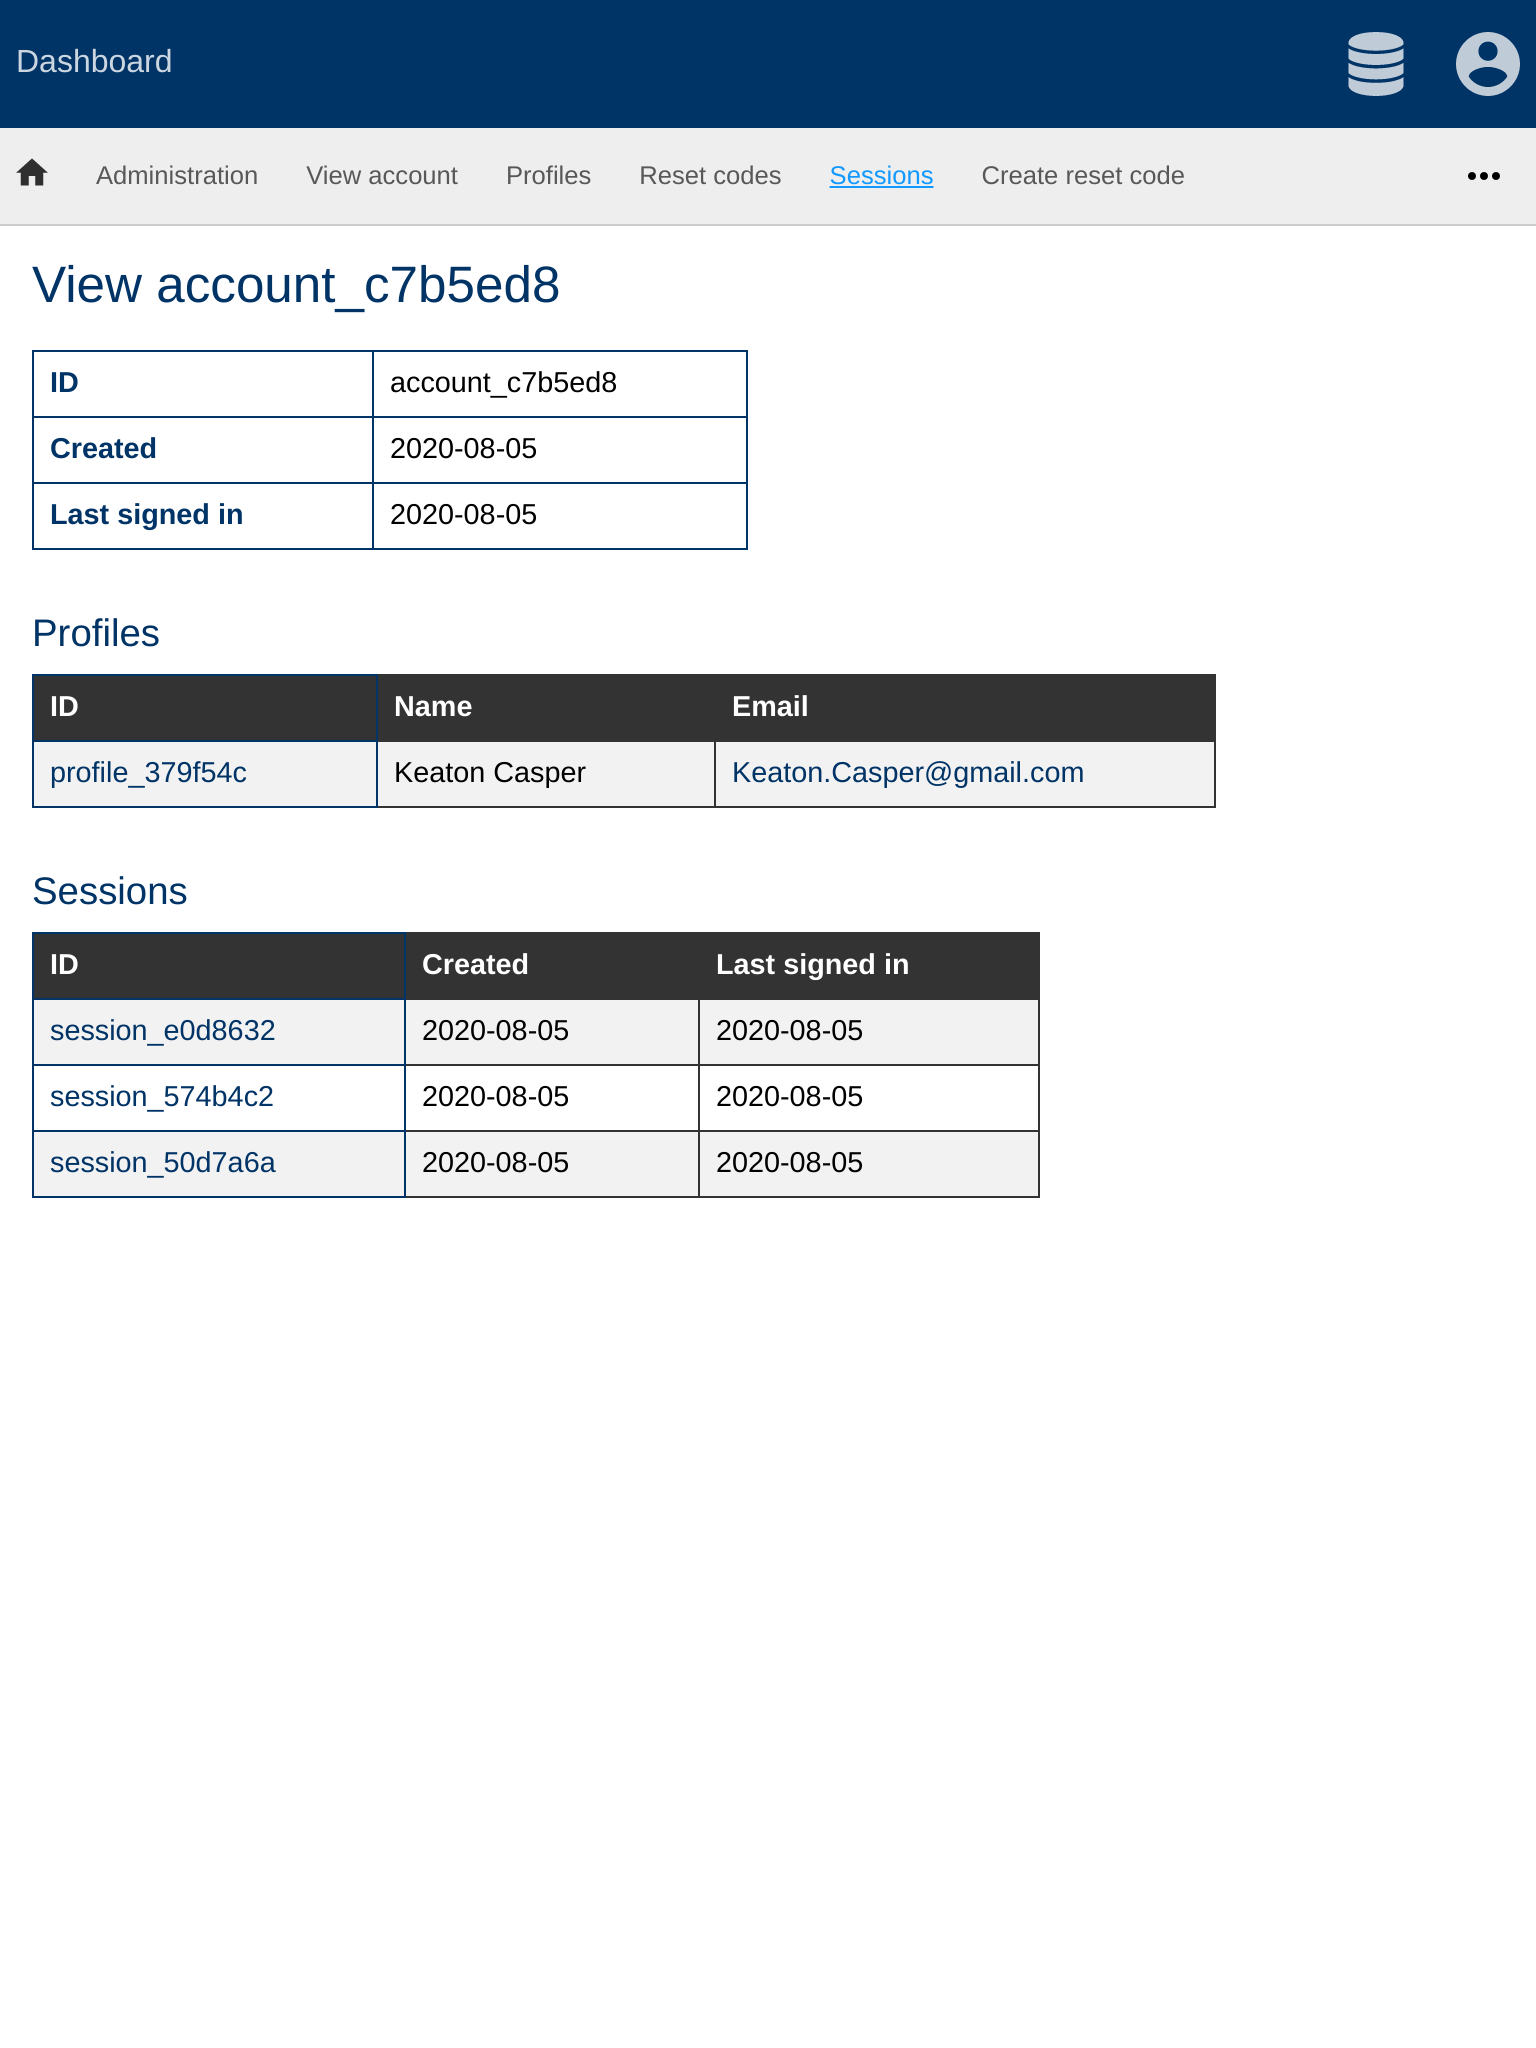 Dashboard
Administration View account Profiles Reset codes Sessions Create reset code
View account_c7b5ed8
ID account_c7b5ed8
Created 2020-08-05
Last signed in 2020-08-05
Profiles
ID Name Email
profile_379f54c Keaton Casper Keaton.Casper@gmail.com
Sessions
ID Created Last signed in
session_e0d8632 2020-08-05 2020-08-05
session_574b4c2 2020-08-05 2020-08-05
session_50d7a6a 2020-08-05 2020-08-05